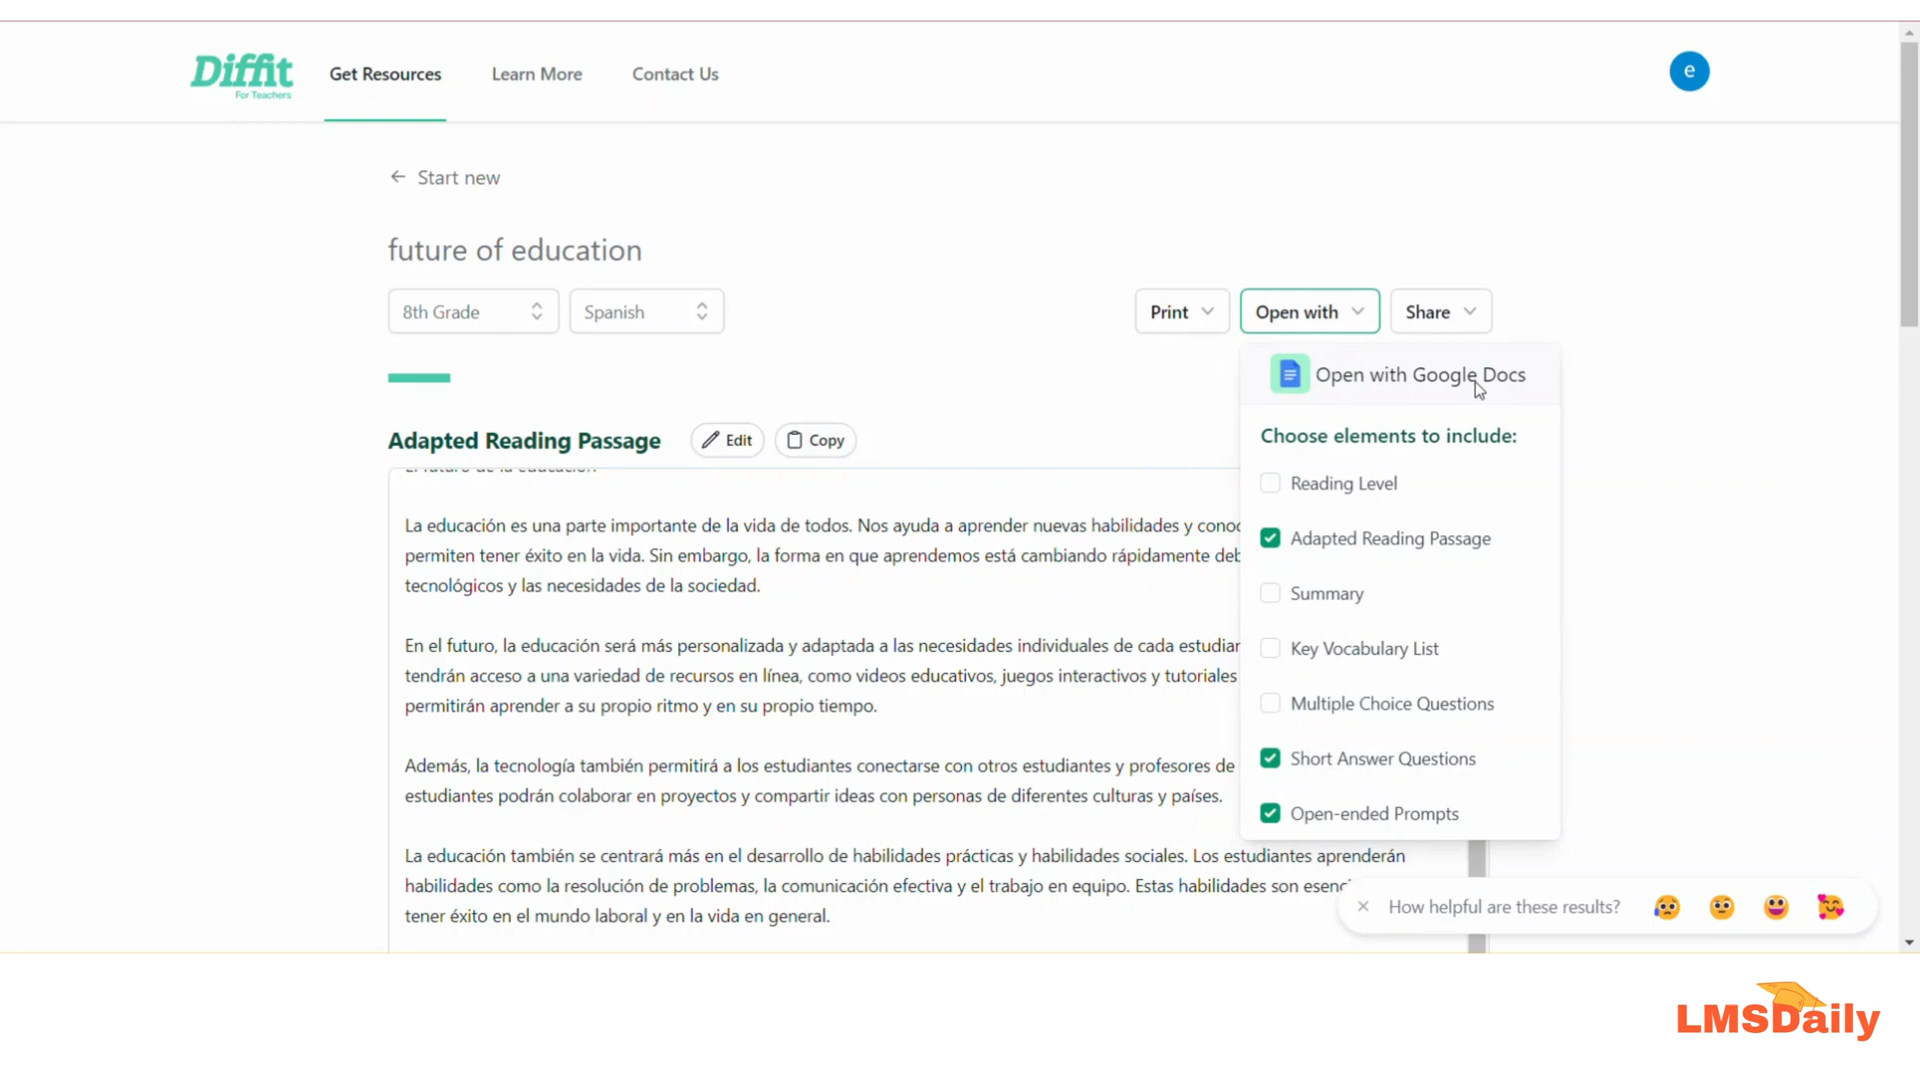 Diffit
For Teachers
Get Resources
Learn More
Contact Us
e
← Start new
future of education
8th Grade
Spanish
Print
Open with
Share
Open with Google Docs
Choose elements to include:
Reading Level
Adapted Reading Passage
Summary
Key Vocabulary List
Multiple Choice Questions
Short Answer Questions
Open-ended Prompts
Adapted Reading Passage
Edit
Copy
El futuro de la educación
La educación es una parte importante de la vida de todos. Nos ayuda a aprender nuevas habilidades y
permiten tener éxito en la vida. Sin embargo, la forma en que aprendemos está cambiando rápidamente
tecnológicos y las necesidades de la sociedad.
En el futuro, la educación será más personalizada y adaptada a las necesidades individuales de cada
tendrán acceso a una variedad de recursos en línea, como videos educativos, juegos interactivos y tutoriales
permitirán aprender a su propio ritmo y en su propio tiempo.
Además, la tecnología también permitirá a los estudiantes conectarse con otros estudiantes y profesores de
estudiantes podrán colaborar en proyectos y compartir ideas con personas de diferentes culturas y países.
La educación también se centrará más en el desarrollo de habilidades prácticas y habilidades sociales. Los estudiantes aprenderán
habilidades como la resolución de problemas, la comunicación efectiva y el trabajo en equipo. Estas habilidades son
tener éxito en el mundo laboral y en la vida en general.
How helpful are these results?
LMSDaily